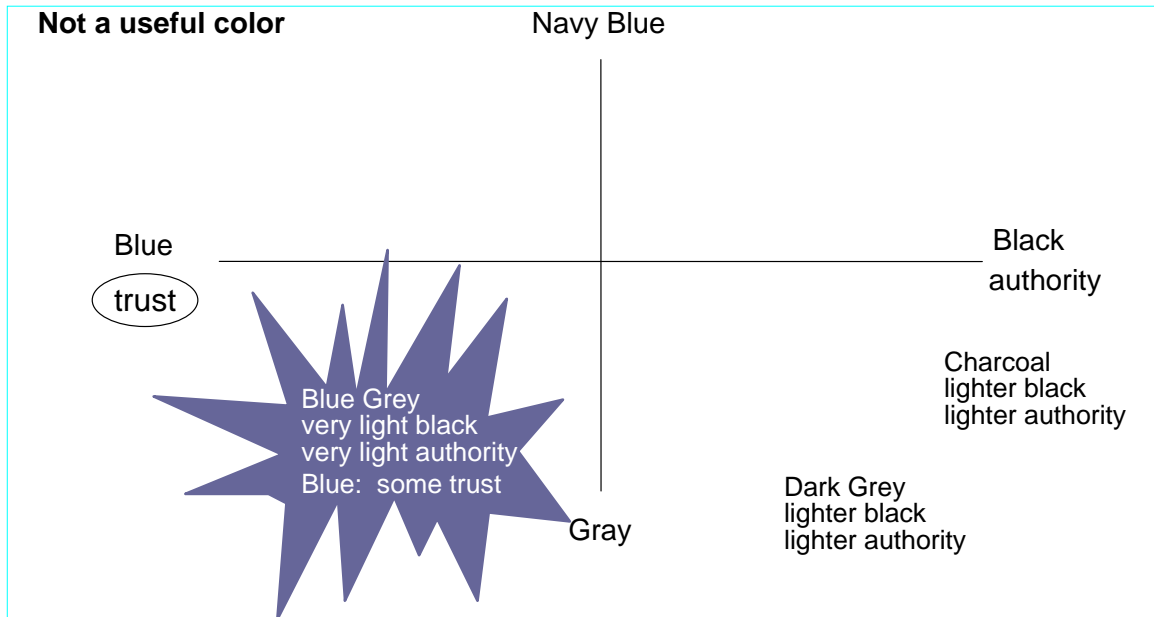 Not a useful color
Navy Blue
Blue
trust
Black
authority
Charcoal
lighter black
lighter authority
Blue Grey
very light black
very light authority
Blue: some trust
Dark Grey
lighter black
lighter authority
Gray